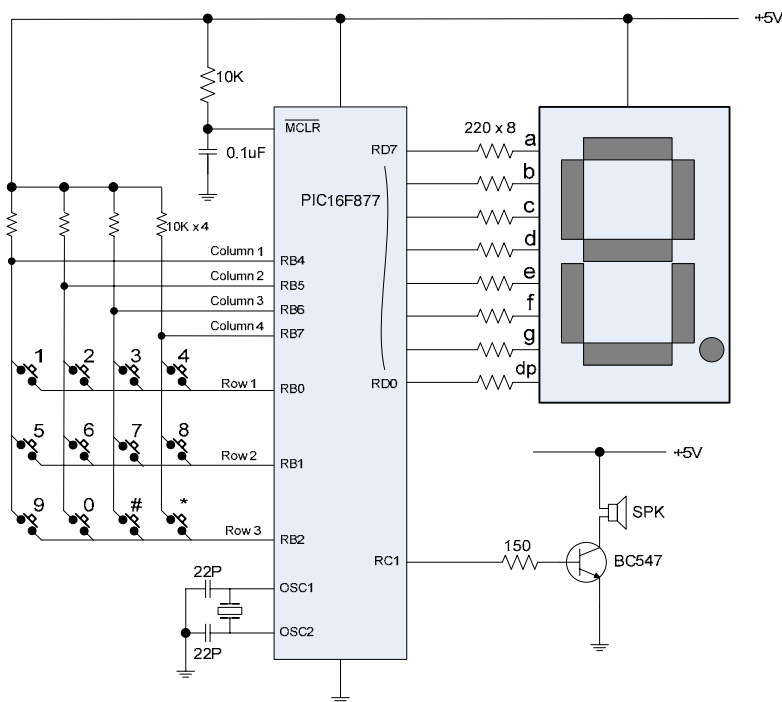 +5V
10K
MCLR
0.1uF
PIC16F877
RD7
220 x 8
a
b
c
d
e
f
g
dp
10K x 4
Column 1
RB4
Column 2
RB5
Column 3
RB6
Column 4
RB7
1 2 3 4
Row 1
RB0
RD0
5 6 7 8
Row 2
RB1
9 0 # *
Row 3
RB2
+5V
SPK
150
BC547
RC1
22P
OSC1
OSC2
22P